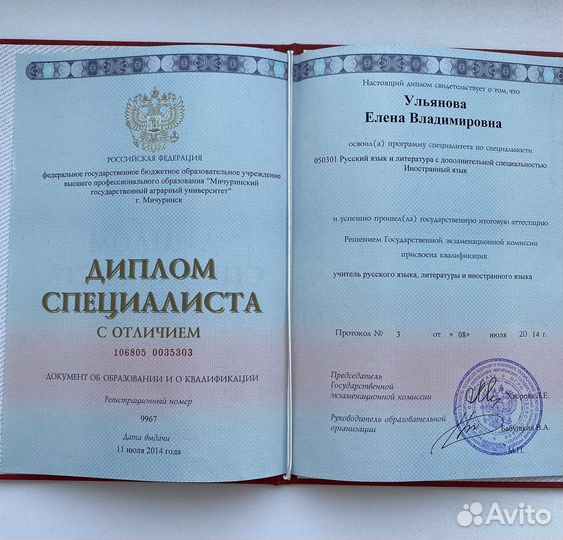 РОССИЙСКАЯ ФЕДЕРАЦИЯ
федеральное государственное бюджетное образовательное учреждение
высшего профессионального образования "Мичуринский
государственный аграрный университет"
г. Мичуринск
ДИПЛОМ
СПЕЦИАЛИСТА
С ОТЛИЧИЕМ
106805 0035303
ДОКУМЕНТ ОБ ОБРАЗОВАНИИ И О КВАЛИФИКАЦИИ
Регистрационный номер
9967
Дата выдачи
11 июля 2014 года
Настоящий диплом свидетельствует о том, что
Ульянова
Елена Владимировна
освоил(а) программу специалитета по специальности
050301 Русский язык и литература с дополнительной специальностью
Иностранный язык
и успешно прошел(ла) государственную итоговую аттестацию
Решением Государственной экзаменационной комиссии
присвоена квалификация
учитель русского языка, литературы и иностранного языка
Протокол № 3 от «08» июля 2014 г.
Председатель
Государственной
экзаменационной комиссии
Руководитель образовательной
организации
Бабушкин В.А.
М.П.
Avito